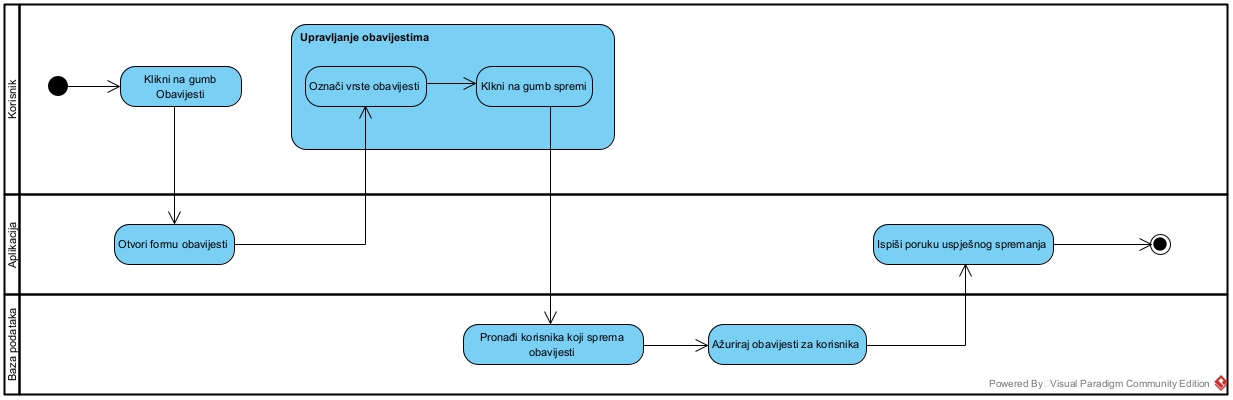 Korisnik
Klikni na gumb
Obavijesti
Upravljanje obavijestima
Označi vrste obavijesti
Klkni na gumb spremi
Aplikacija
Otvori formu obavijesti
Ispiši poruku uspješnog spremanja
Baza podataka
Pronađi korisnika koji sprema
obavijesti
Ažuriraj obavijesti za korisnika
Powered By Visual Paradigm Community Edition